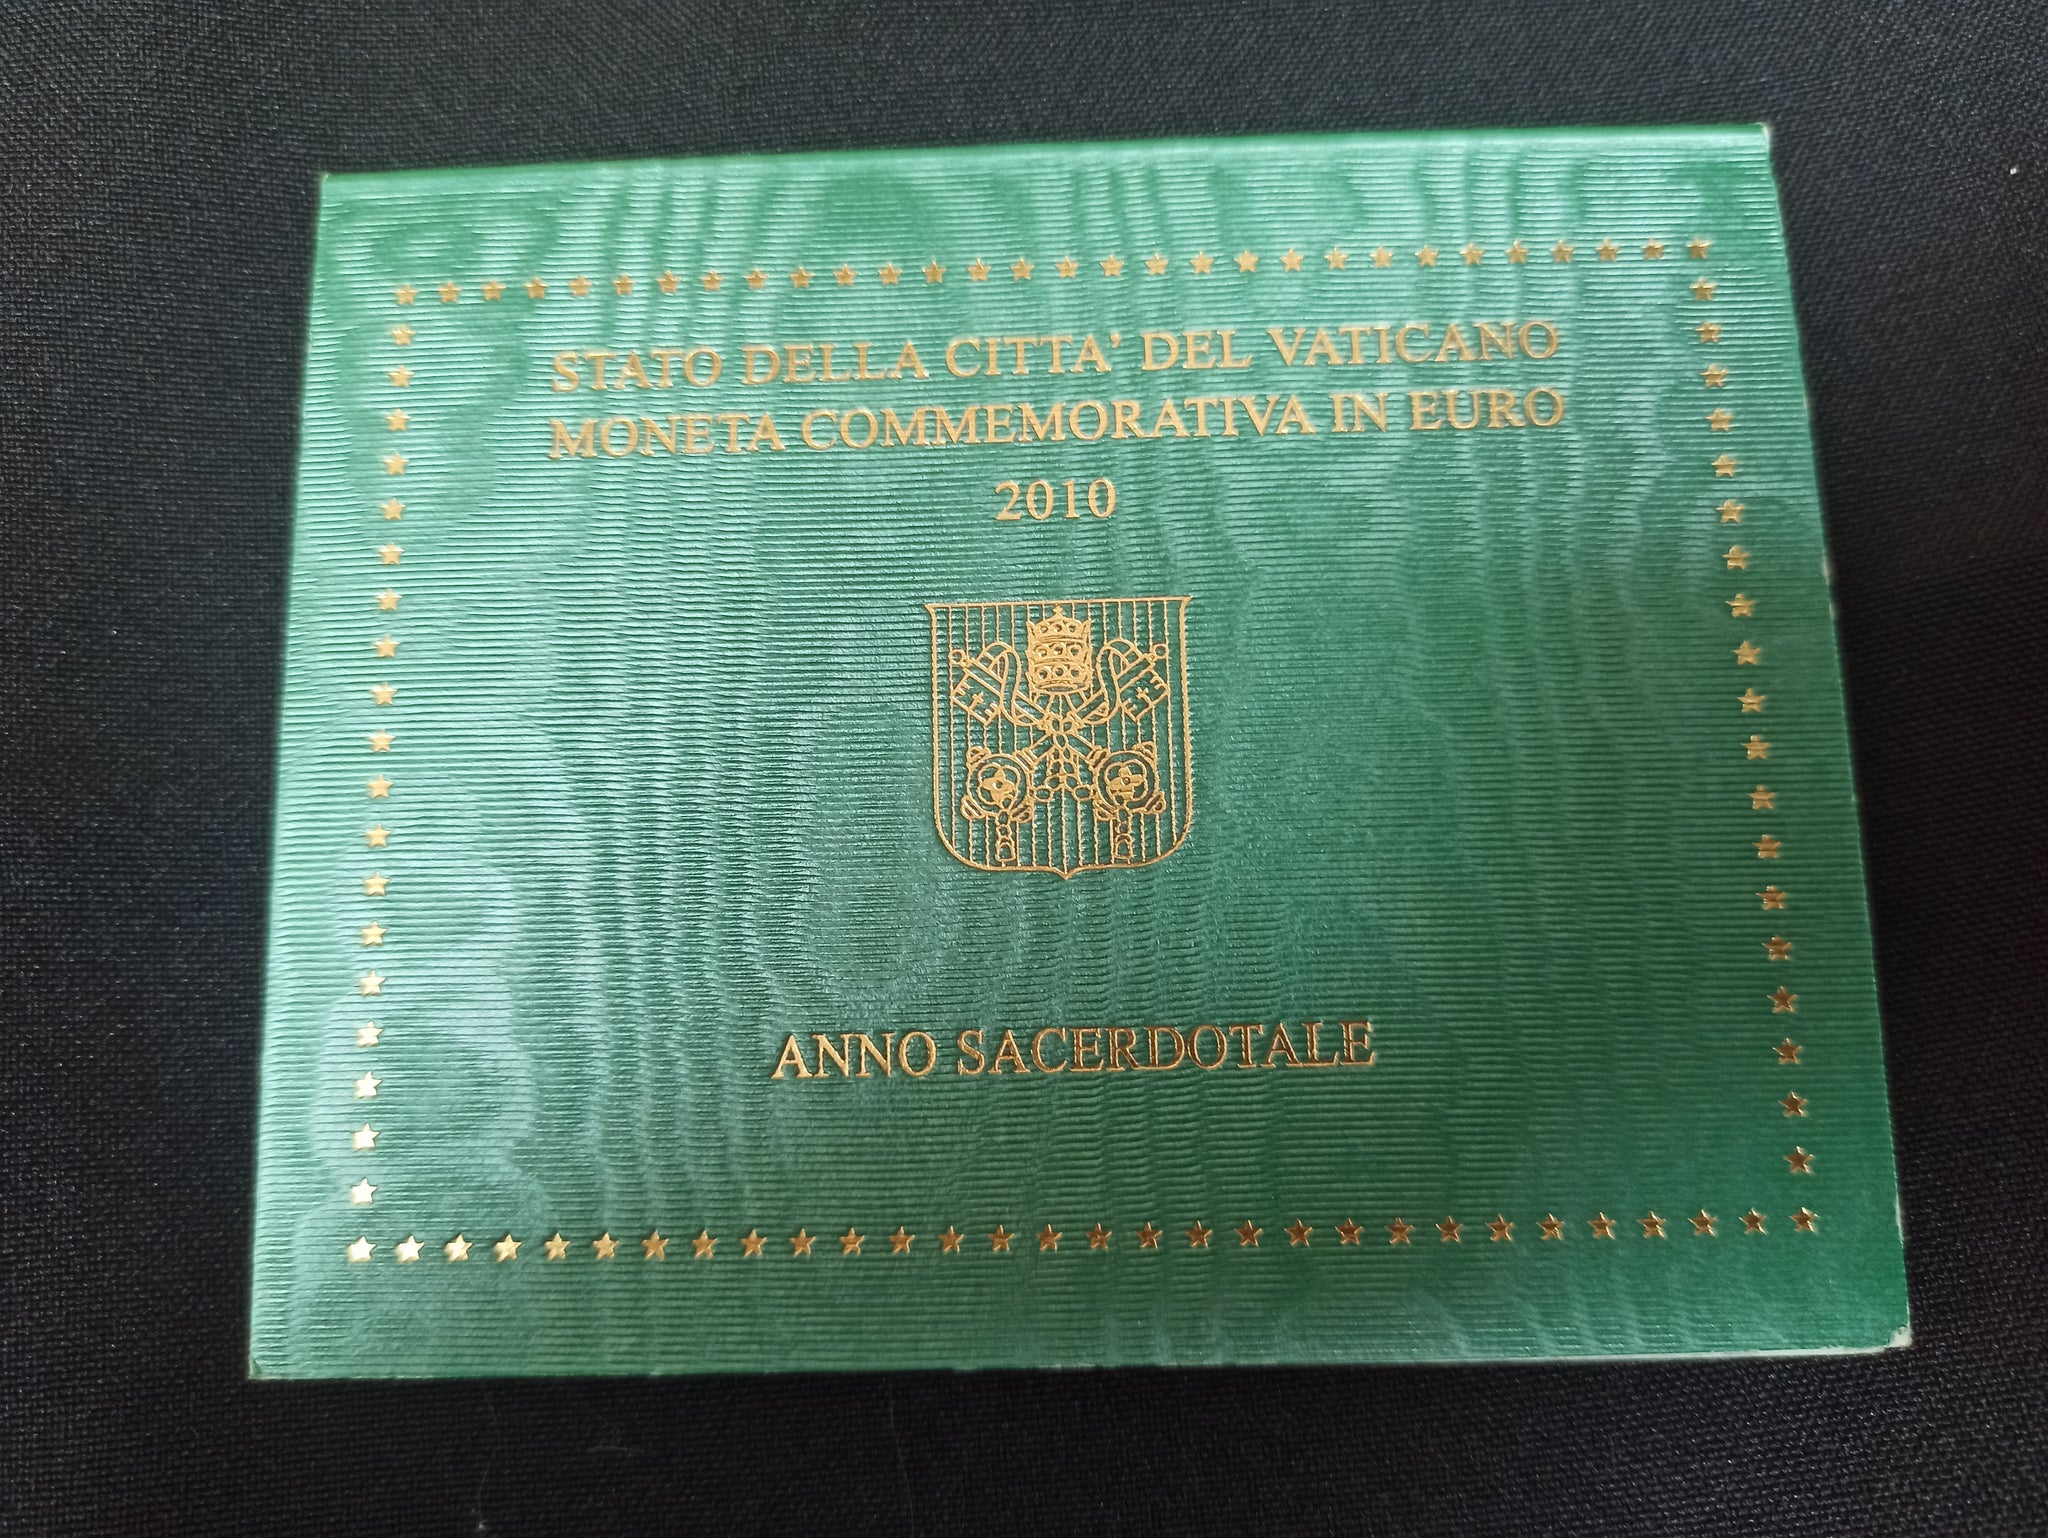 STATO DELLA CITTA' DEL VATICANO
MONETA COMMEMORATIVA IN EURO
2010
ANNO SACERDOTALE